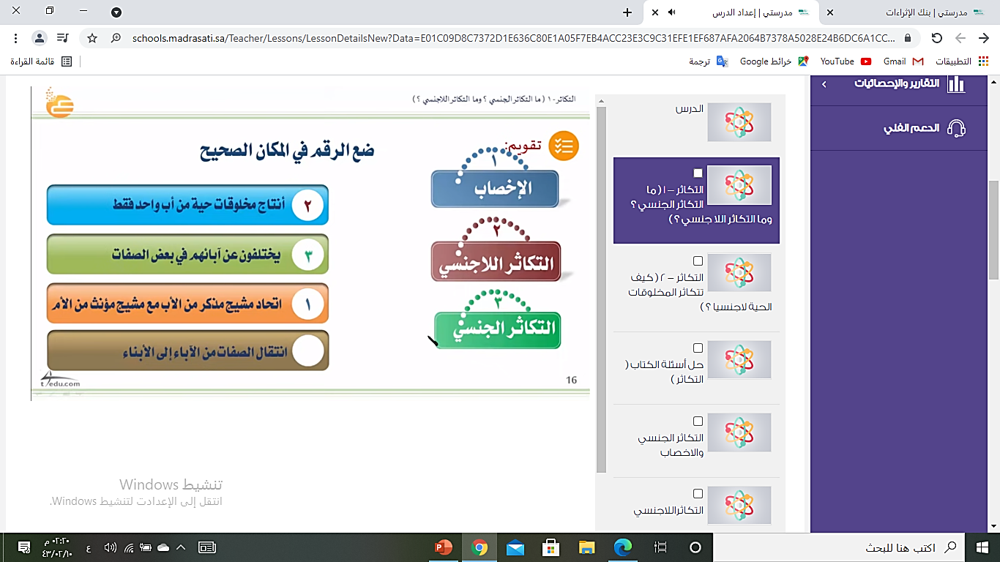 مدرستي | بنك الإثراءات
مدرستي | إعداد الدرس
schools.madrasati.sa/Teacher/Lessons/LessonDetailsNew?Data=E01C09D8C7372D1E636C80E1A05F7EB4ACC23E3C9C31EFE1EF687AFA2064B7378A5028E24B6DC6A1CC...
التطبيقات
Gmail
YouTube
خرائط Google
ترجمة
قائمة القراءة
التقارير والإحصائيات
الدعم الفني
الدرس
التكاثر – ١ ( ما
التكاثر الجنسي ؟
وما التكاثر اللا جنسي ؟ )
التكاثر – ٢ ( كيف
تتكاثر المخلوقات
الحية لاجنسيا ؟ )
حل أسئلة الكتاب (
التكاثر )
التكاثر الجنسي
والاخصاب
التكاثراللاجنسي
التكاثر-١ ( ما التكاثر الجنسي ؟ وما التكاثر اللاجنسي ؟ )
تقويم:
ضع الرقم في المكان الصحيح
١
الإخصاب
٢
التكاثر اللاجنسي
٣
التكاثر الجنسي
٢ أنتاج مخلوقات حية من أب واحد فقط
٣ يختلفون عن آبائهم في بعض الصفات
١ اتحاد مشيج مذكر من الأب مع مشيج مؤنث من الأم
انتقال الصفات من الآباء إلى الأبناء
16
t4edu.com
تنشيط Windows
انتقل إلى الإعدادت لتنشيط Windows.
اكتب هنا للبحث
ع
٠٢:٢٠ م
٤٣/٠٢/١٠